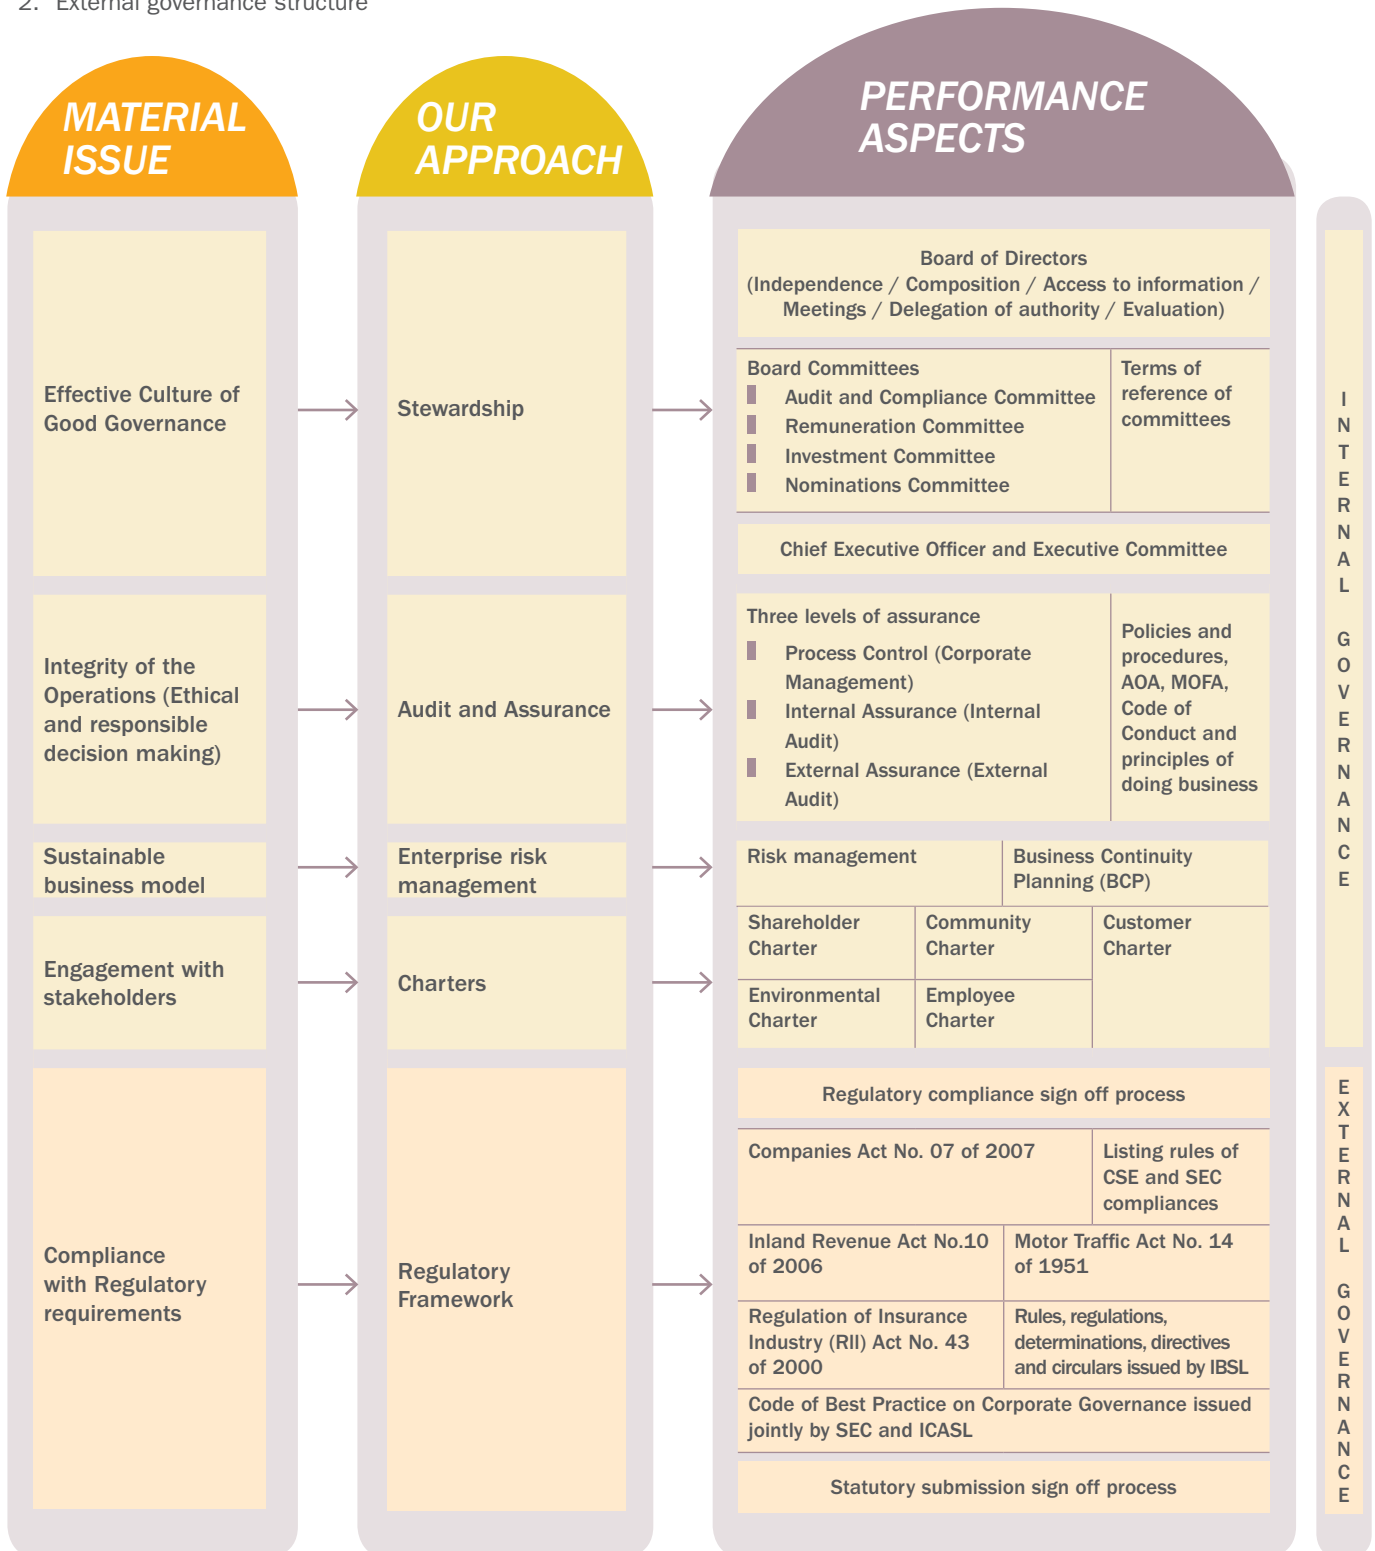 2. External governance structure
MATERIAL
ISSUE
OUR
APPROACH
PERFORMANCE
ASPECTS
Effective Culture of
Good Governance
Stewardship
Board of Directors
(Independence / Composition / Access to information /
Meetings / Delegation of authority / Evaluation)
Board Committees
Audit and Compliance Committee
Remuneration Committee
Investment Committee
Nominations Committee
Terms of
reference of
committees
Chief Executive Officer and Executive Committee
Integrity of the
Operations (Ethical
and responsible
decision making)
Audit and Assurance
Three levels of assurance
Process Control (Corporate
Management)
Internal Assurance (Internal
Audit)
External Assurance (External
Audit)
Policies and
procedures,
AOA, MOFA,
Code of
Conduct and
principles of
doing business
Sustainable
business model
Enterprise risk
management
Risk management
Business Continuity
Planning (BCP)
Engagement with
stakeholders
Charters
Shareholder
Charter
Community
Charter
Customer
Charter
Environmental
Charter
Employee
Charter
INTERNAL GOVERNANCE
Compliance
with Regulatory
requirements
Regulatory
Framework
Regulatory compliance sign off process
Companies Act No. 07 of 2007
Listing rules of
CSE and SEC
compliances
Inland Revenue Act No.10
of 2006
Motor Traffic Act No. 14
of 1951
Regulation of Insurance
Industry (RII) Act No. 43
of 2000
Rules, regulations,
determinations, directives
and circulars issued by IBSL
Code of Best Practice on Corporate Governance issued
jointly by SEC and ICASL
Statutory submission sign off process
EXTERNAL GOVERNANCE